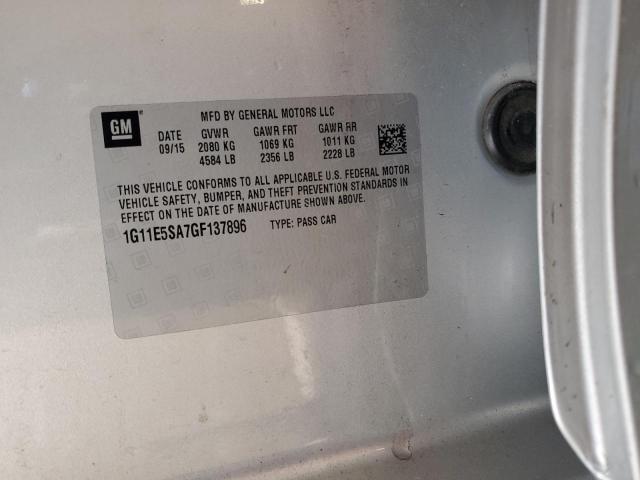 GM
MFD BY GENERAL MOTORS LLC
DATE GVWR GAWR FRT GAWR RR
09/15 2080 KG 1069 KG 1011 KG
4584 LB 2356 LB 2228 LB
THIS VEHICLE CONFORMS TO ALL APPLICABLE U.S. FEDERAL MOTOR
VEHICLE SAFETY, BUMPER, AND THEFT PREVENTION STANDARDS IN
EFFECT ON THE DATE OF MANUFACTURE SHOWN ABOVE.
1G11E5SA7GF137896 TYPE: PASS CAR